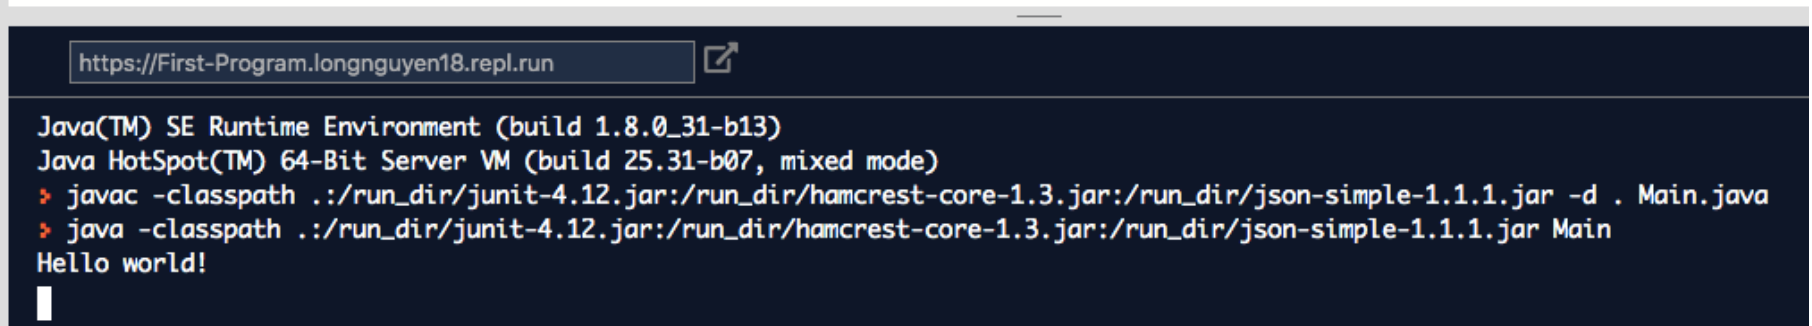 https://First-Program.longnguyen18.repl.run
Java(TM) SE Runtime Environment (build 1.8.0_31-b13)
Java HotSpot(TM) 64-Bit Server VM (build 25.31-b07, mixed mode)
> javac -classpath .:/run_dir/junit-4.12.jar:/run_dir/hamcrest-core-1.3.jar:/run_dir/json-simple-1.1.1.jar -d . Main.java
> java -classpath .:/run_dir/junit-4.12.jar:/run_dir/hamcrest-core-1.3.jar:/run_dir/json-simple-1.1.1.jar Main
Hello world!